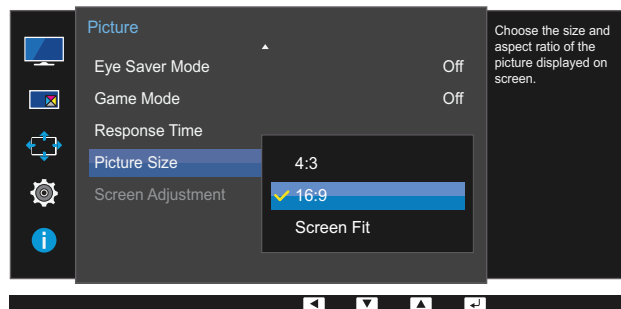 Picture
Eye Saver Mode Off
Game Mode Off
Response Time
Picture Size
Screen Adjustment
4:3
16:9
Screen Fit
Choose the size and
aspect ratio of the
picture displayed on
screen.